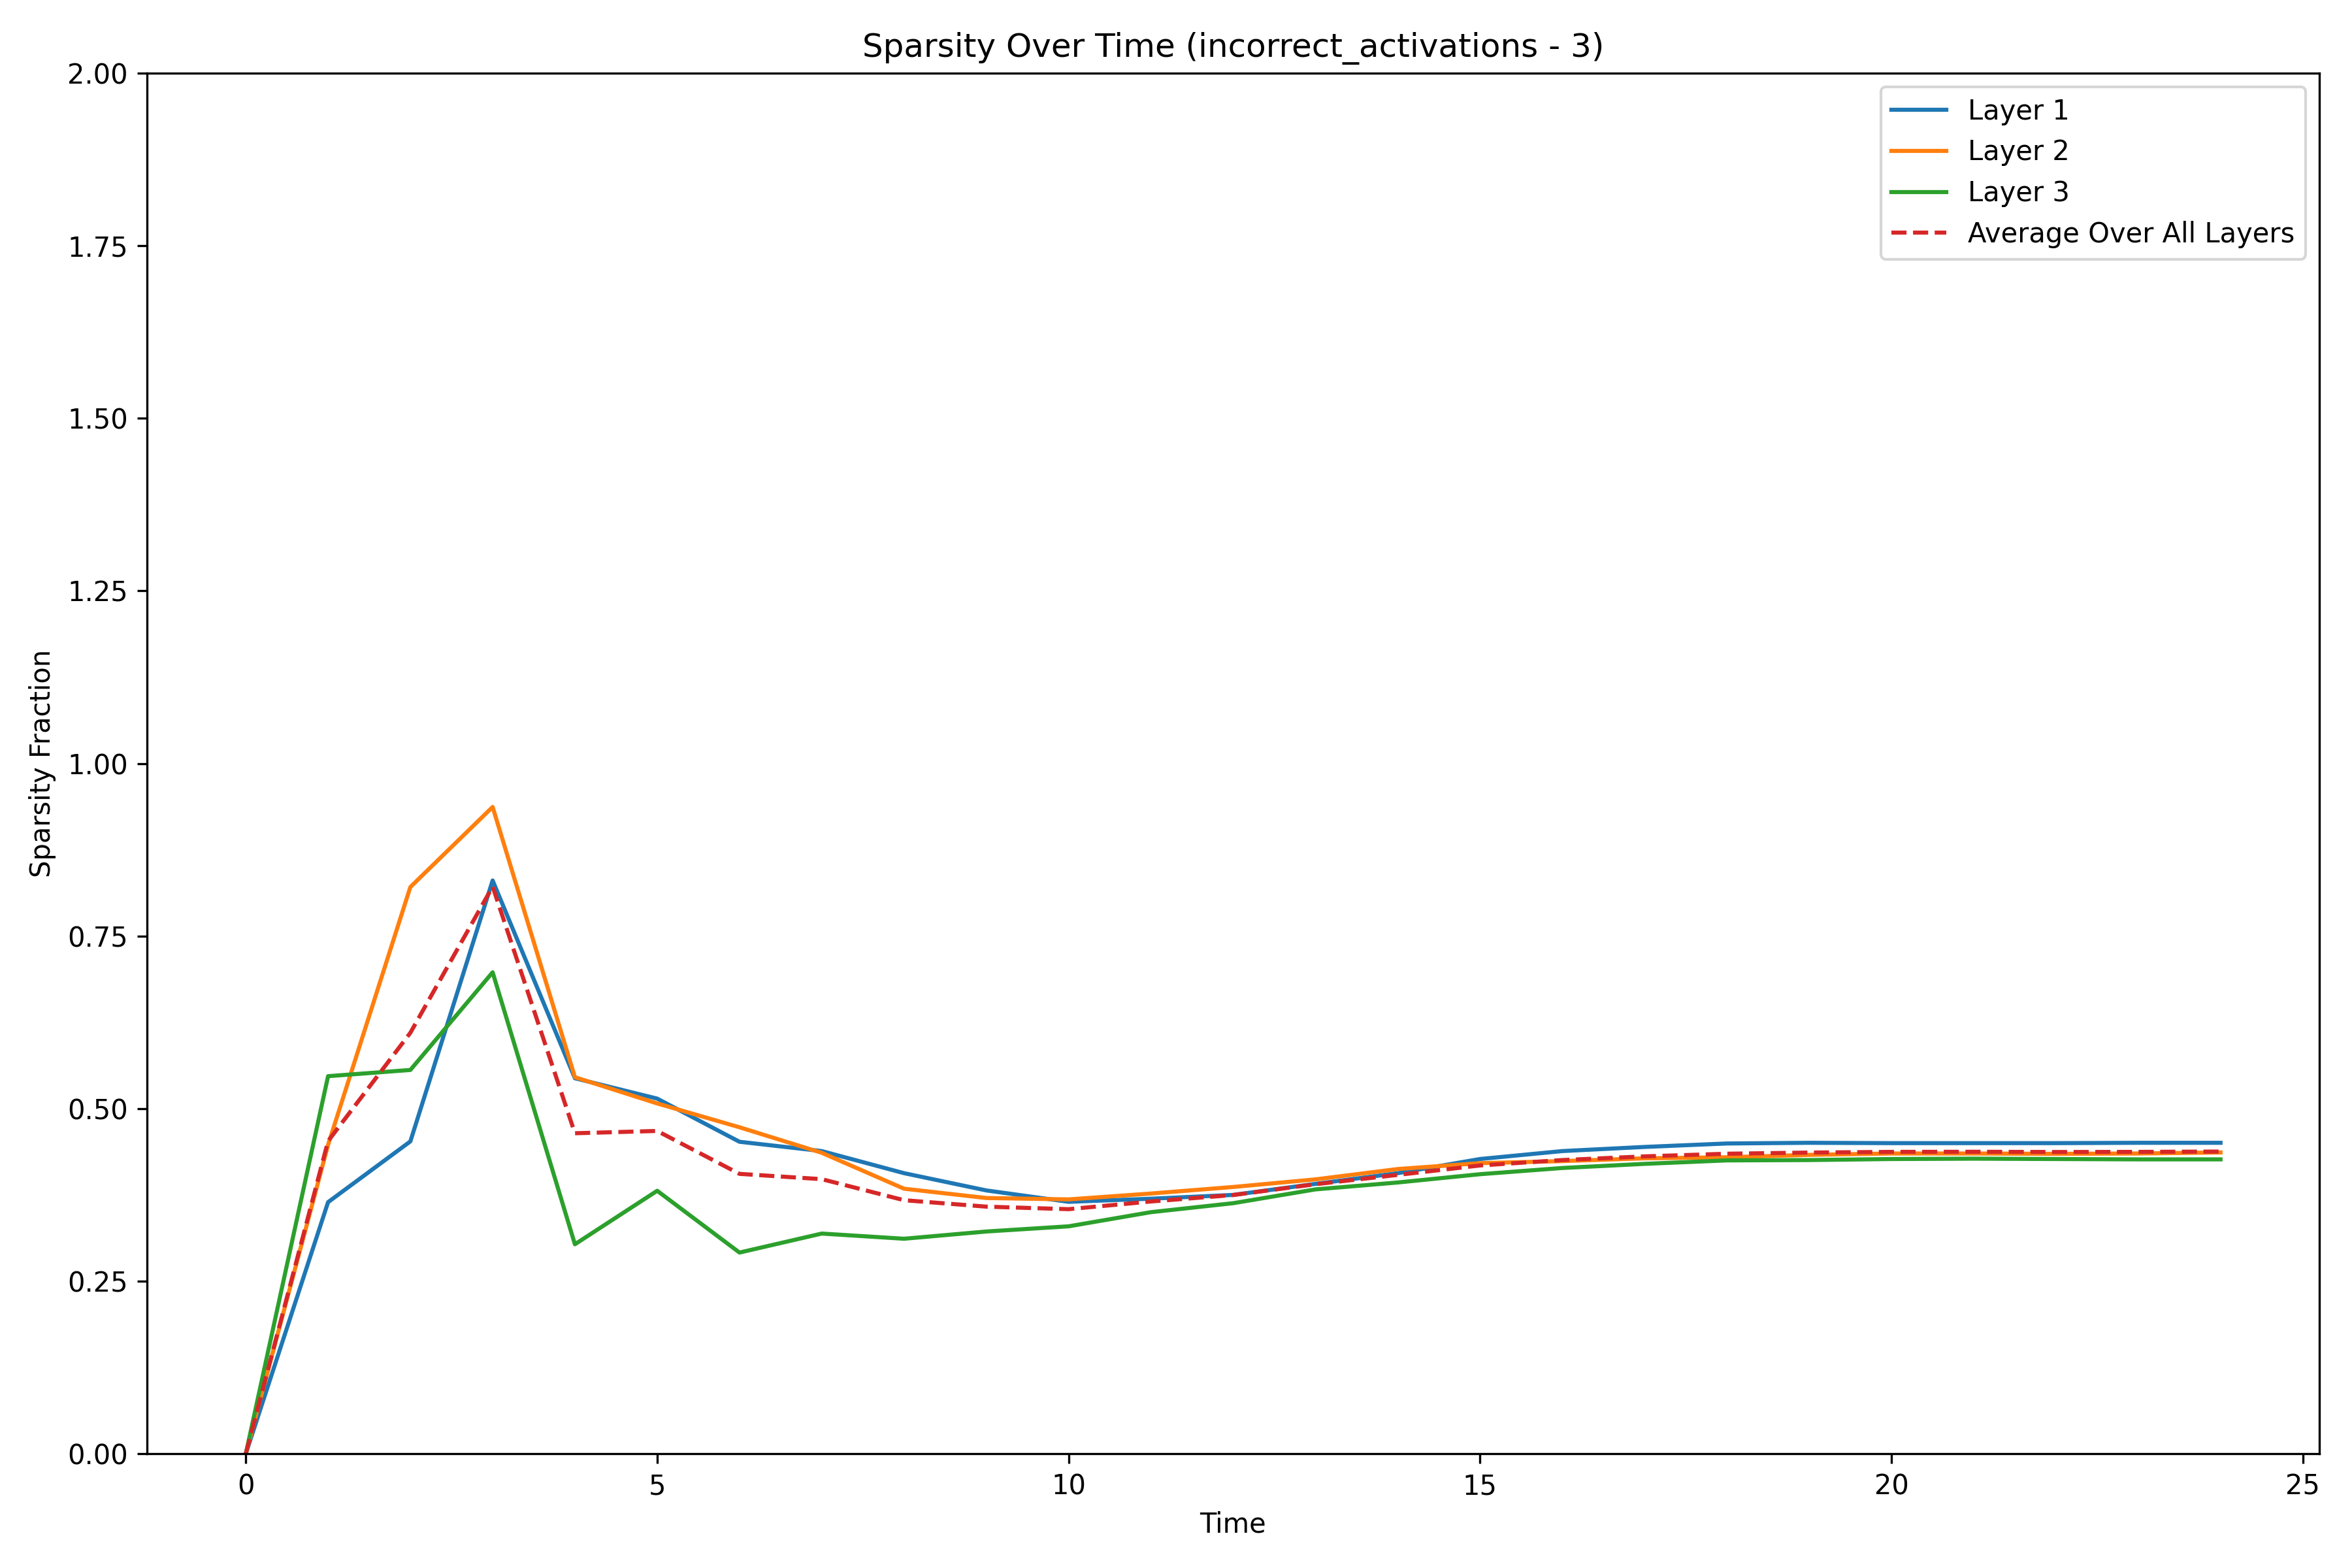 Sparsity Over Time (incorrect_activations - 3)
2.00
1.75
1.50
1.25
1.00
0.75
0.50
0.25
0.00
Sparsity Fraction
Layer 1
Layer 2
Layer 3
Average Over All Layers
0 5 10 15 20 25
Time